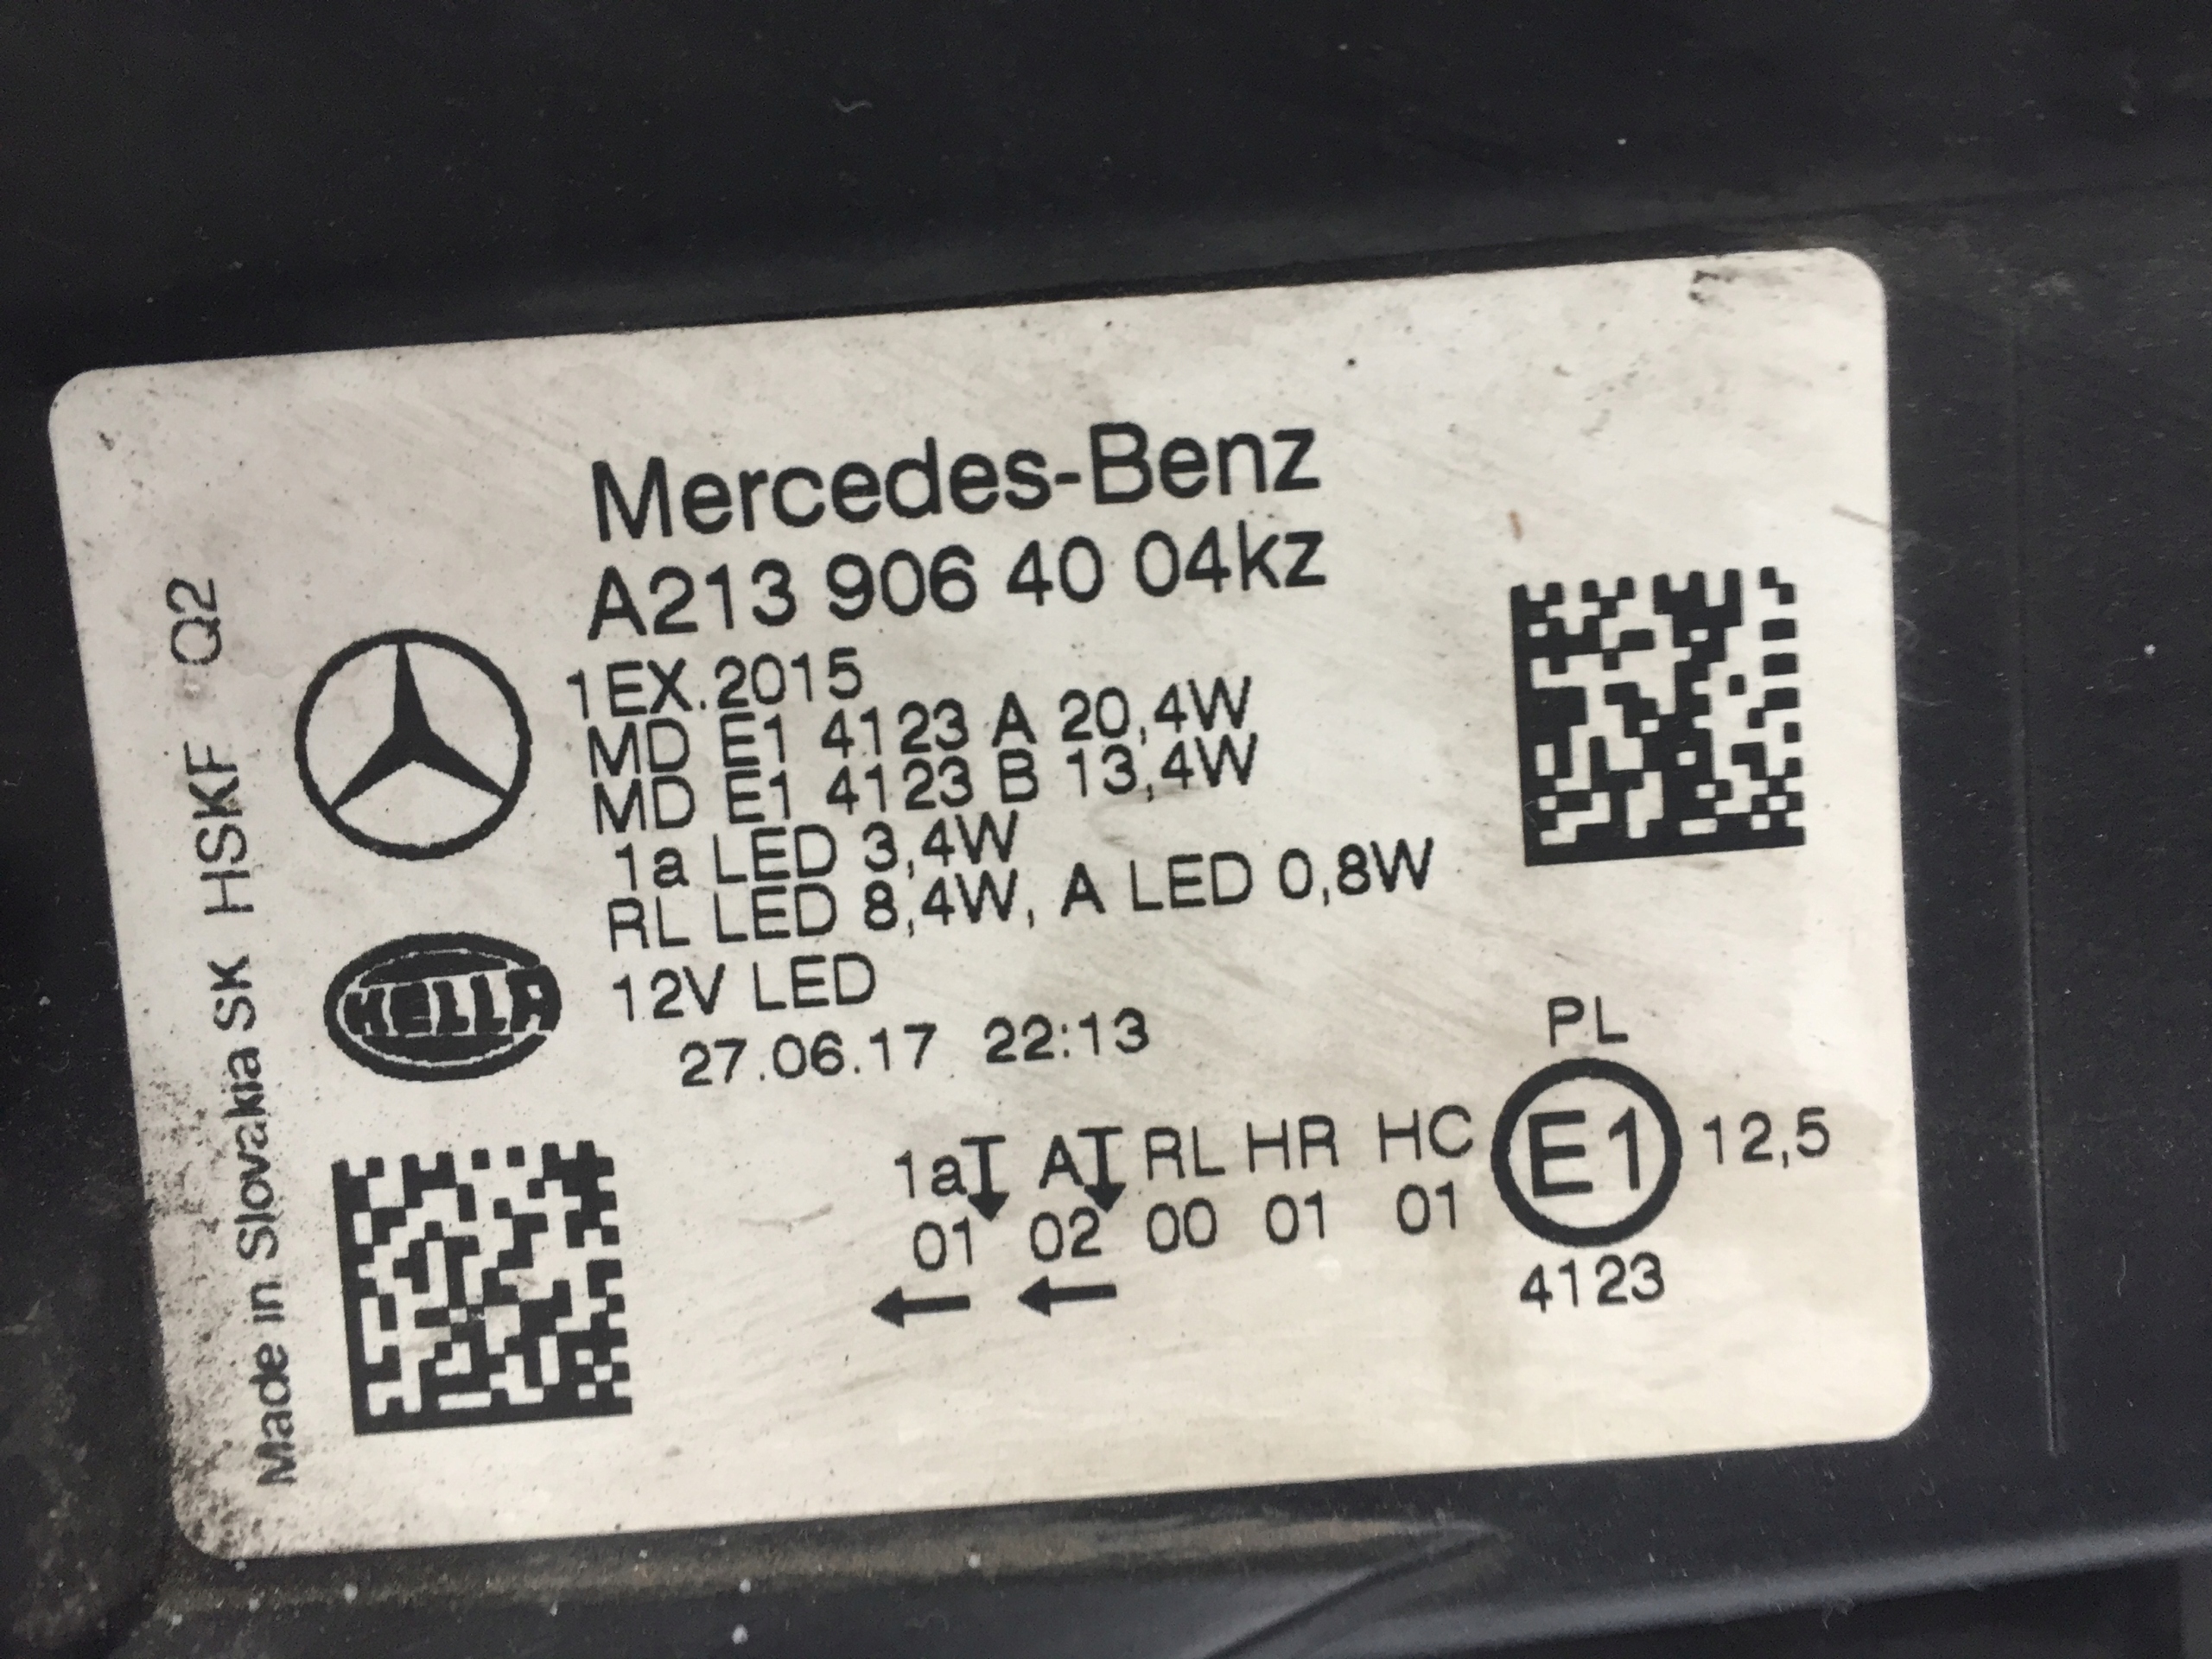 Mercedes-Benz
A213 906 40 04kz
1EX.2015
MD E1 4123 A 20,4W
MD E1 4123 B 13,4W
1a LED 3,4W
RL LED 8,4W, A LED 0,8W
12V LED
27.06.17 22:13
HELLA
Made in Slovakia SK HSKF Q2
PL
1a A RL HR HC E1 12,5
01 02 00 01 01
← ←
4123